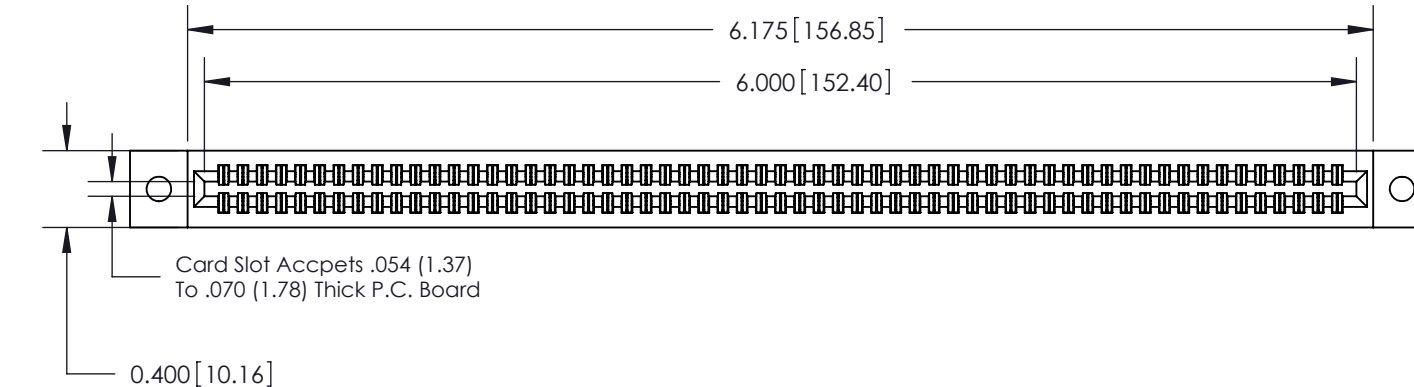 6.175[156.85]
6.000[152.40]
Card Slot Accpets .054 (1.37)
To .070 (1.78) Thick P.C. Board
0.400[10.16]